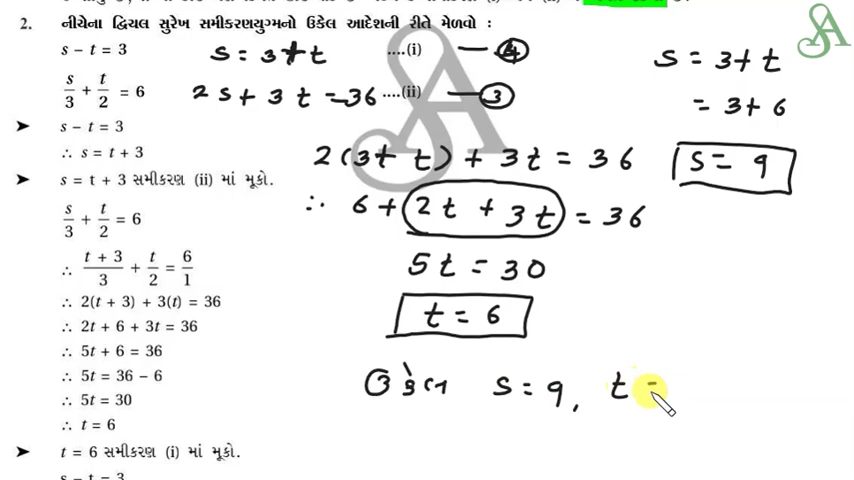 2. નીચેના દ્વિચલ સુરેખ સમીકરણયુગ્મનો ઉકેલ આદેશની રીતે મેળવો :
s – t = 3 s = 3+t ....(i) — 4 s = 3+ t
s/3 + t/2 = 6 2s + 3t = 36 ....(ii) — 3 = 3+ 6
➤ s – t = 3
∴ s = t + 3 2(3+ t) + 3t = 36 s = 9
➤ s = t + 3 સમીકરણ (ii) માં મૂકો.
s/3 + t/2 = 6 ∴ 6 + 2t + 3t = 36
∴ (t + 3)/3 + t/2 = 6/1 5t = 30
∴ 2(t + 3) + 3(t) = 36
∴ 2t + 6 + 3t = 36 t = 6
∴ 5t + 6 = 36
∴ 5t = 36 – 6 ઉકેલ s = 9, t =
∴ 5t = 30
∴ t = 6
➤ t = 6 સમીકરણ (i) માં મૂકો.
s – t = 3